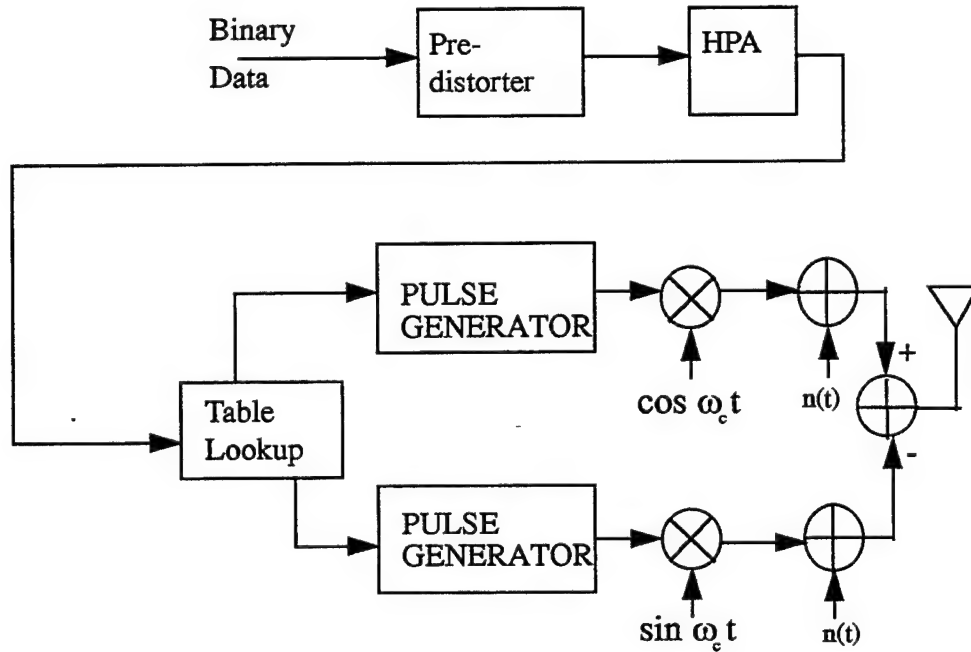 Binary
Data
Pre-
distorter
HPA
PULSE
GENERATOR
cos ω_c t
n(t)
+
Table
Lookup
-
PULSE
GENERATOR
sin ω_c t
n(t)